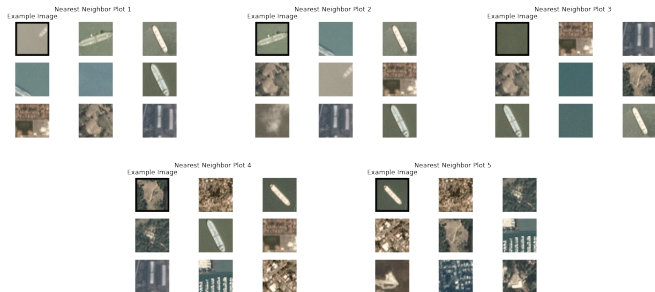 Nearest Neighbor Plot 1
Example Image
Nearest Neighbor Plot 2
Example Image
Nearest Neighbor Plot 3
Example Image
Nearest Neighbor Plot 4
Example Image
Nearest Neighbor Plot 5
Example Image